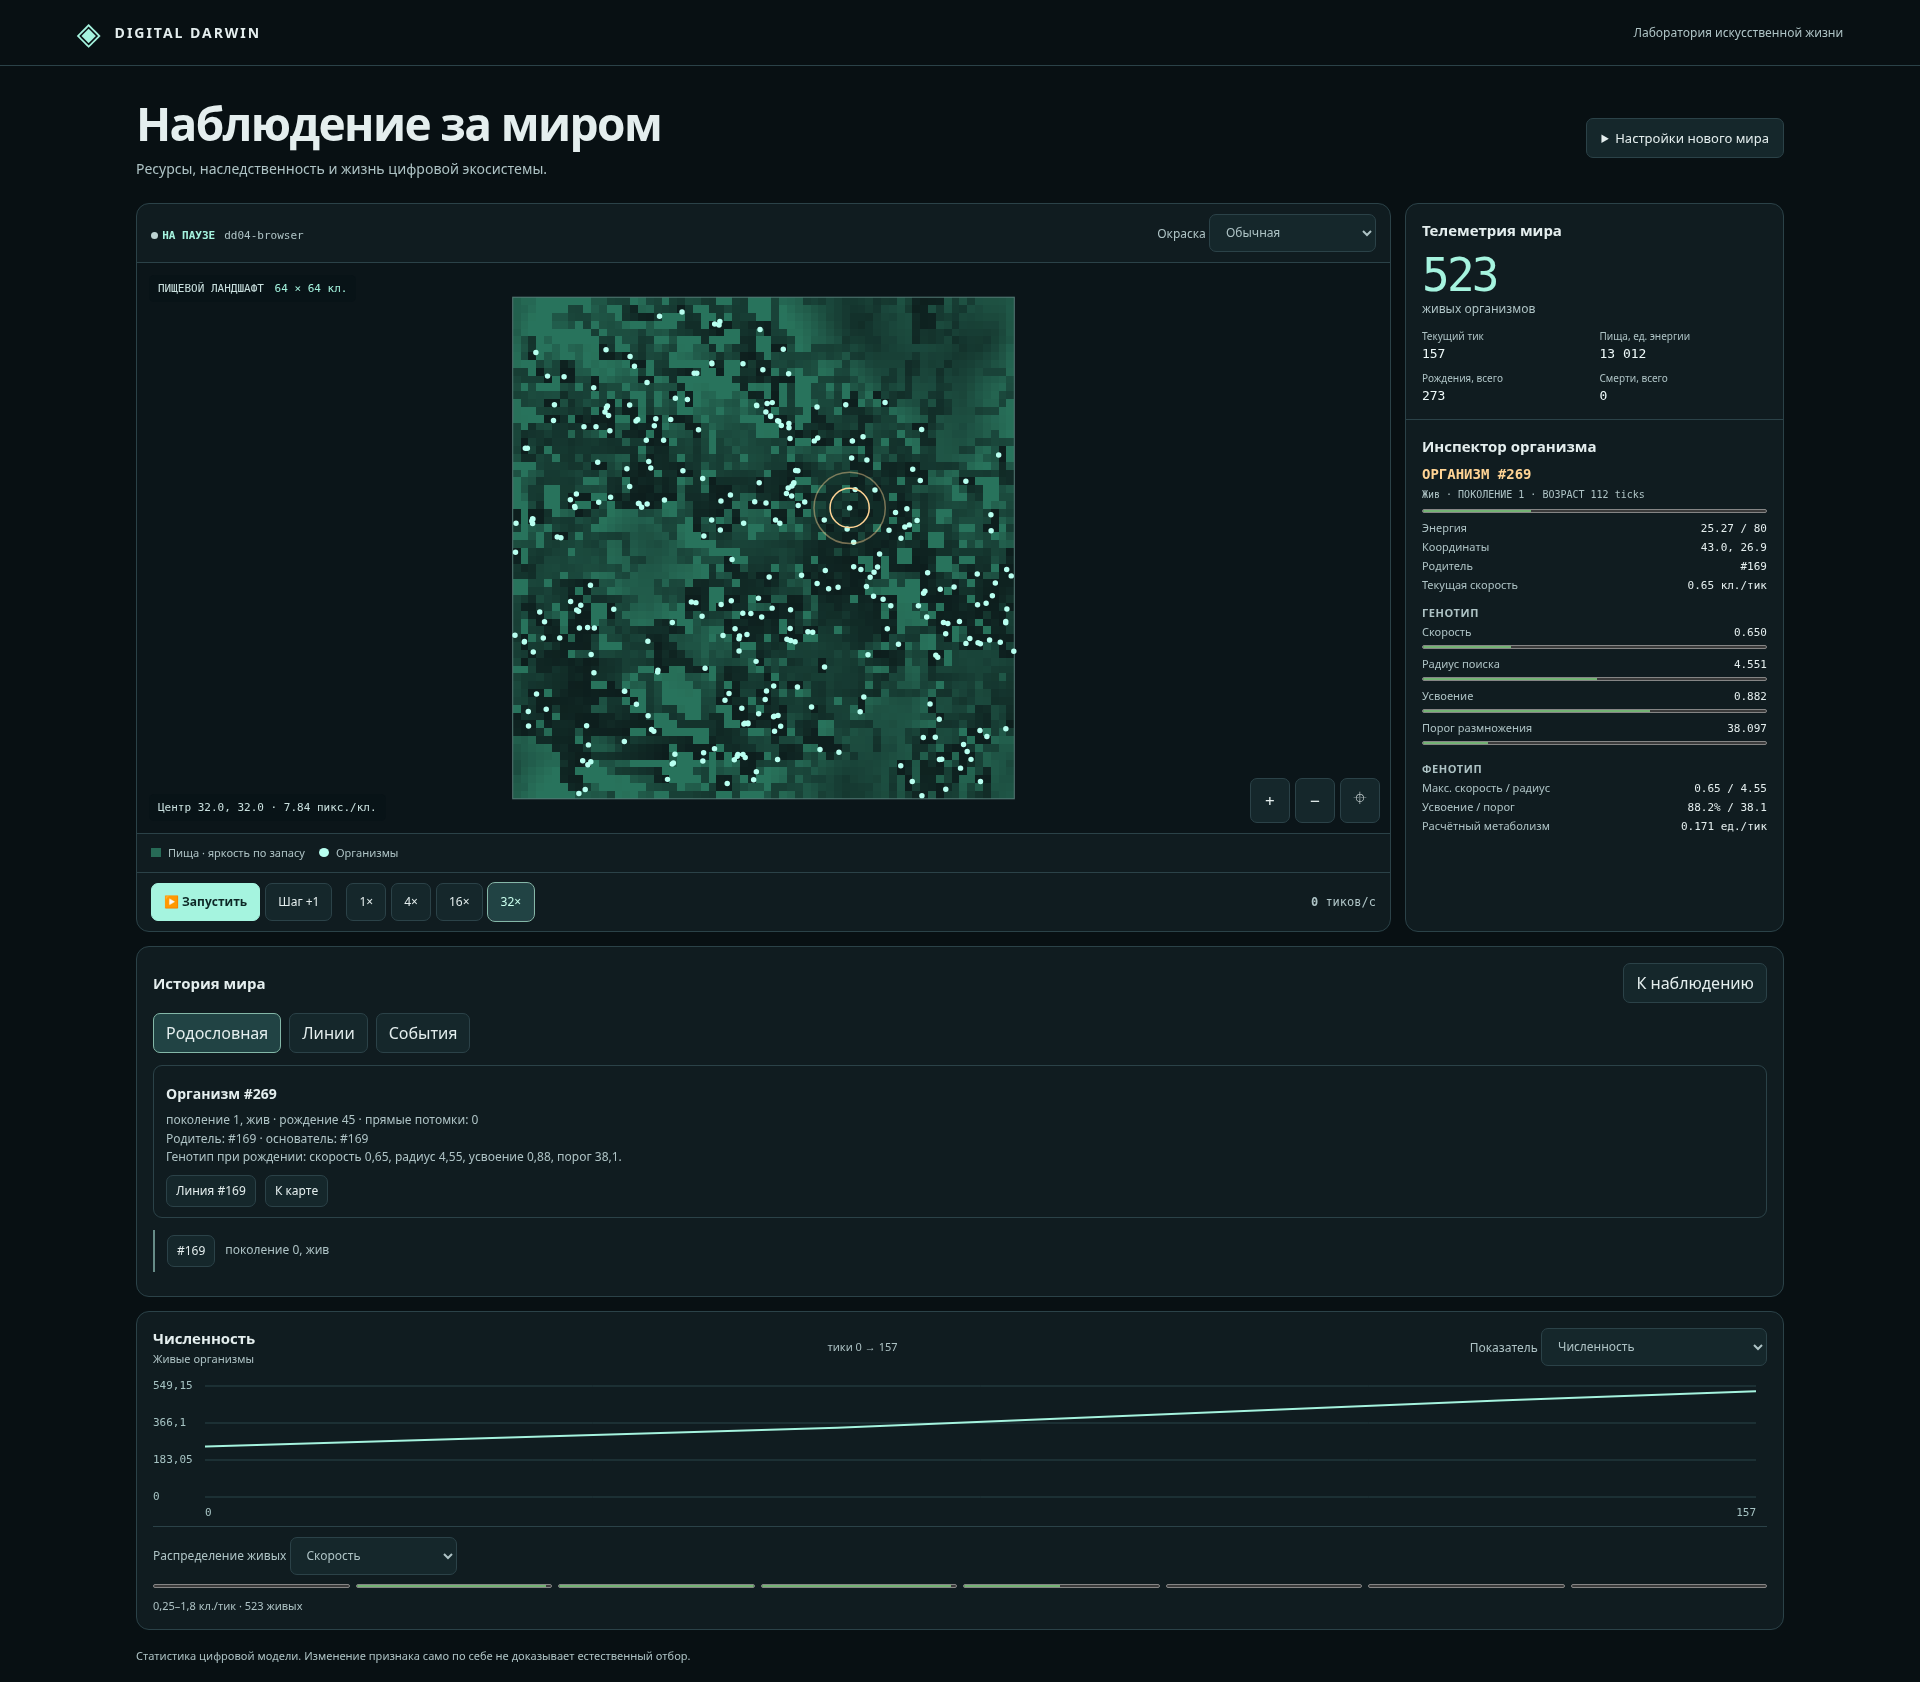 DIGITAL DARWIN
Лаборатория искусственной жизни
Наблюдение за миром
Ресурсы, наследственность и жизнь цифровой экосистемы.
▶ Настройки нового мира
НА ПАУЗЕ dd04-browser
Окраска Обычная
ПИЩЕВОЙ ЛАНДШАФТ 64 × 64 кл.
Центр 32.0, 32.0 · 7.84 пикс./кл.
+ − ⌖
Пища · яркость по запасу Организмы
▶ Запустить Шаг +1 1× 4× 16× 32×
0 тиков/с
Телеметрия мира
523
живых организмов
Текущий тик Пища, ед. энергии
157 13 012
Рождения, всего Смерти, всего
273 0
Инспектор организма
ОРГАНИЗМ #269
Жив · ПОКОЛЕНИЕ 1 · ВОЗРАСТ 112 ticks
Энергия 25.27 / 80
Координаты 43.0, 26.9
Родитель #169
Текущая скорость 0.65 кл./тик
ГЕНОТИП
Скорость 0.650
Радиус поиска 4.551
Усвоение 0.882
Порог размножения 38.097
ФЕНОТИП
Макс. скорость / радиус 0.65 / 4.55
Усвоение / порог 88.2% / 38.1
Расчётный метаболизм 0.171 ед./тик
История мира
К наблюдению
Родословная Линии События
Организм #269
поколение 1, жив · рождение 45 · прямые потомки: 0
Родитель: #169 · основатель: #169
Генотип при рождении: скорость 0,65, радиус 4,55, усвоение 0,88, порог 38,1.
Линия #169 К карте
#169 поколение 0, жив
Численность
Живые организмы
тики 0 → 157
Показатель Численность
549,15
366,1
183,05
0
0 157
Распределение живых Скорость
0,25–1,8 кл./тик · 523 живых
Статистика цифровой модели. Изменение признака само по себе не доказывает естественный отбор.